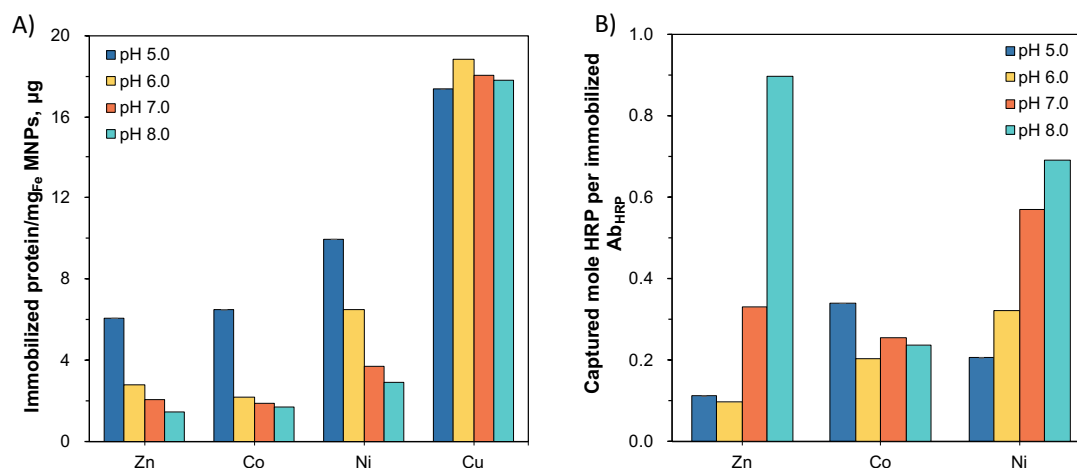 A)
Immobilized protein/mgFe MNPs, µg
20
16
12
8
4
0
pH 5.0
pH 6.0
pH 7.0
pH 8.0
Zn Co Ni Cu
B)
Captured mole HRP per immobilized
AbHRP
1.0
0.8
0.6
0.4
0.2
0.0
pH 5.0
pH 6.0
pH 7.0
pH 8.0
Zn Co Ni